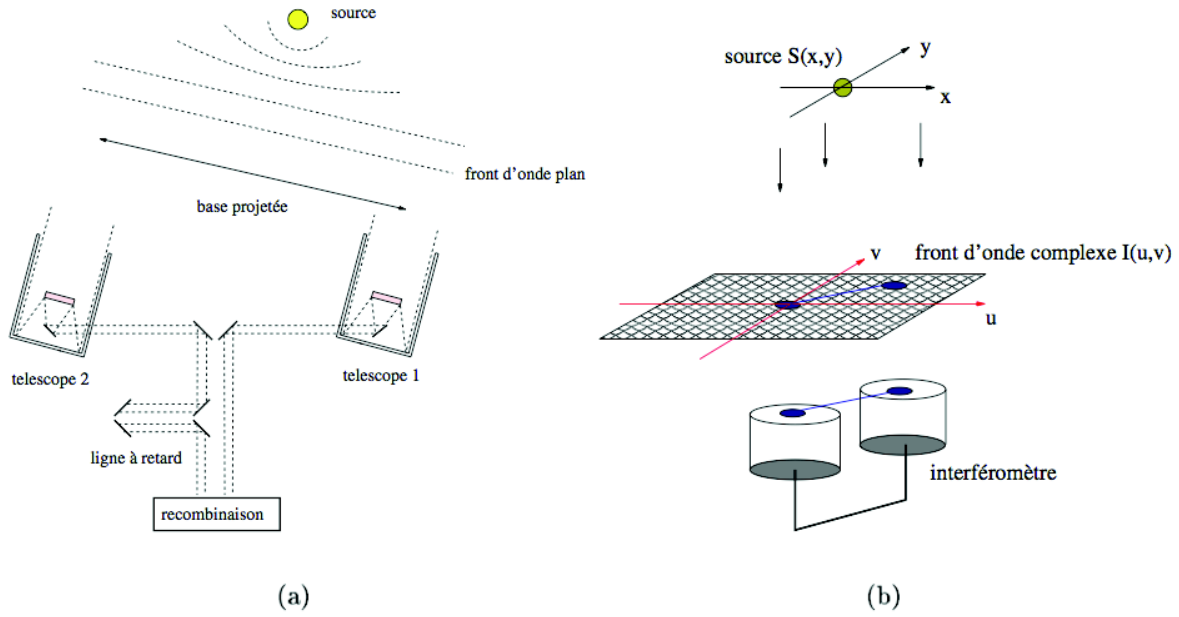 source
front d'onde plan
base projetée
telescope 2
telescope 1
ligne à retard
recombinaison
(a)
source S(x,y)
y
x
v
front d'onde complexe I(u,v)
u
interféromètre
(b)